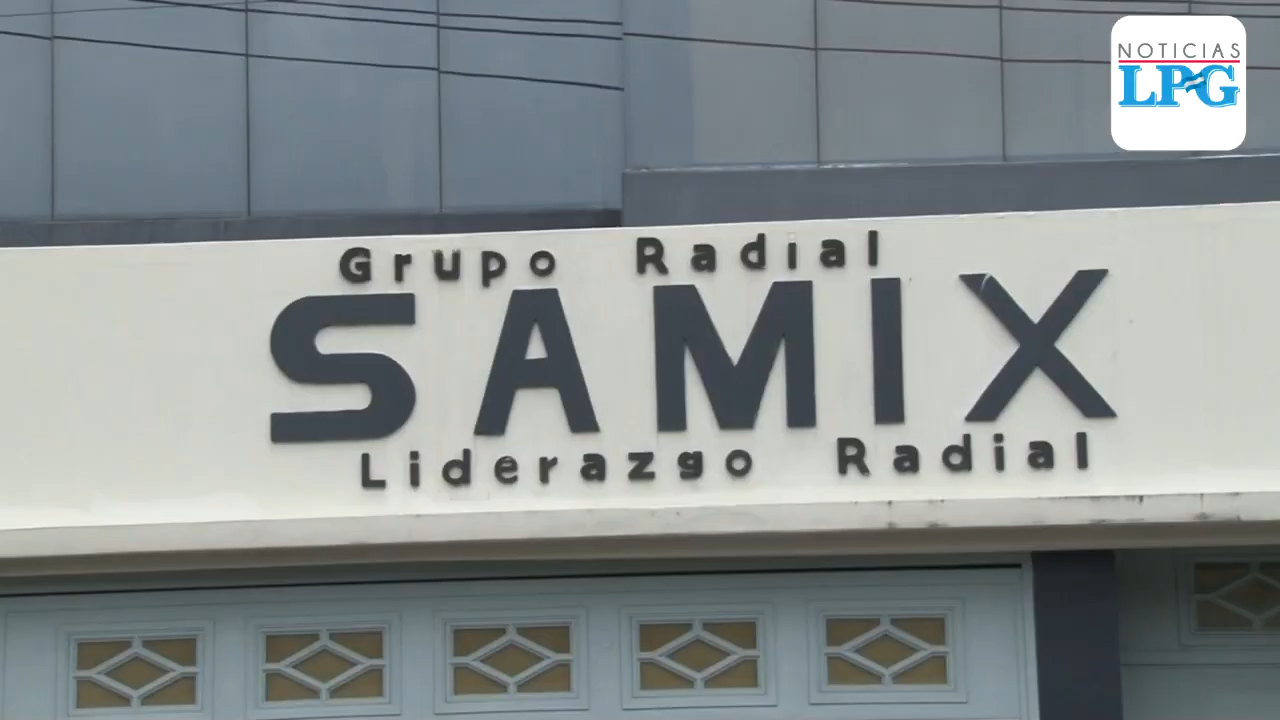 NOTICIAS
LPG
Grupo Radial
SAMIX
Liderazgo Radial